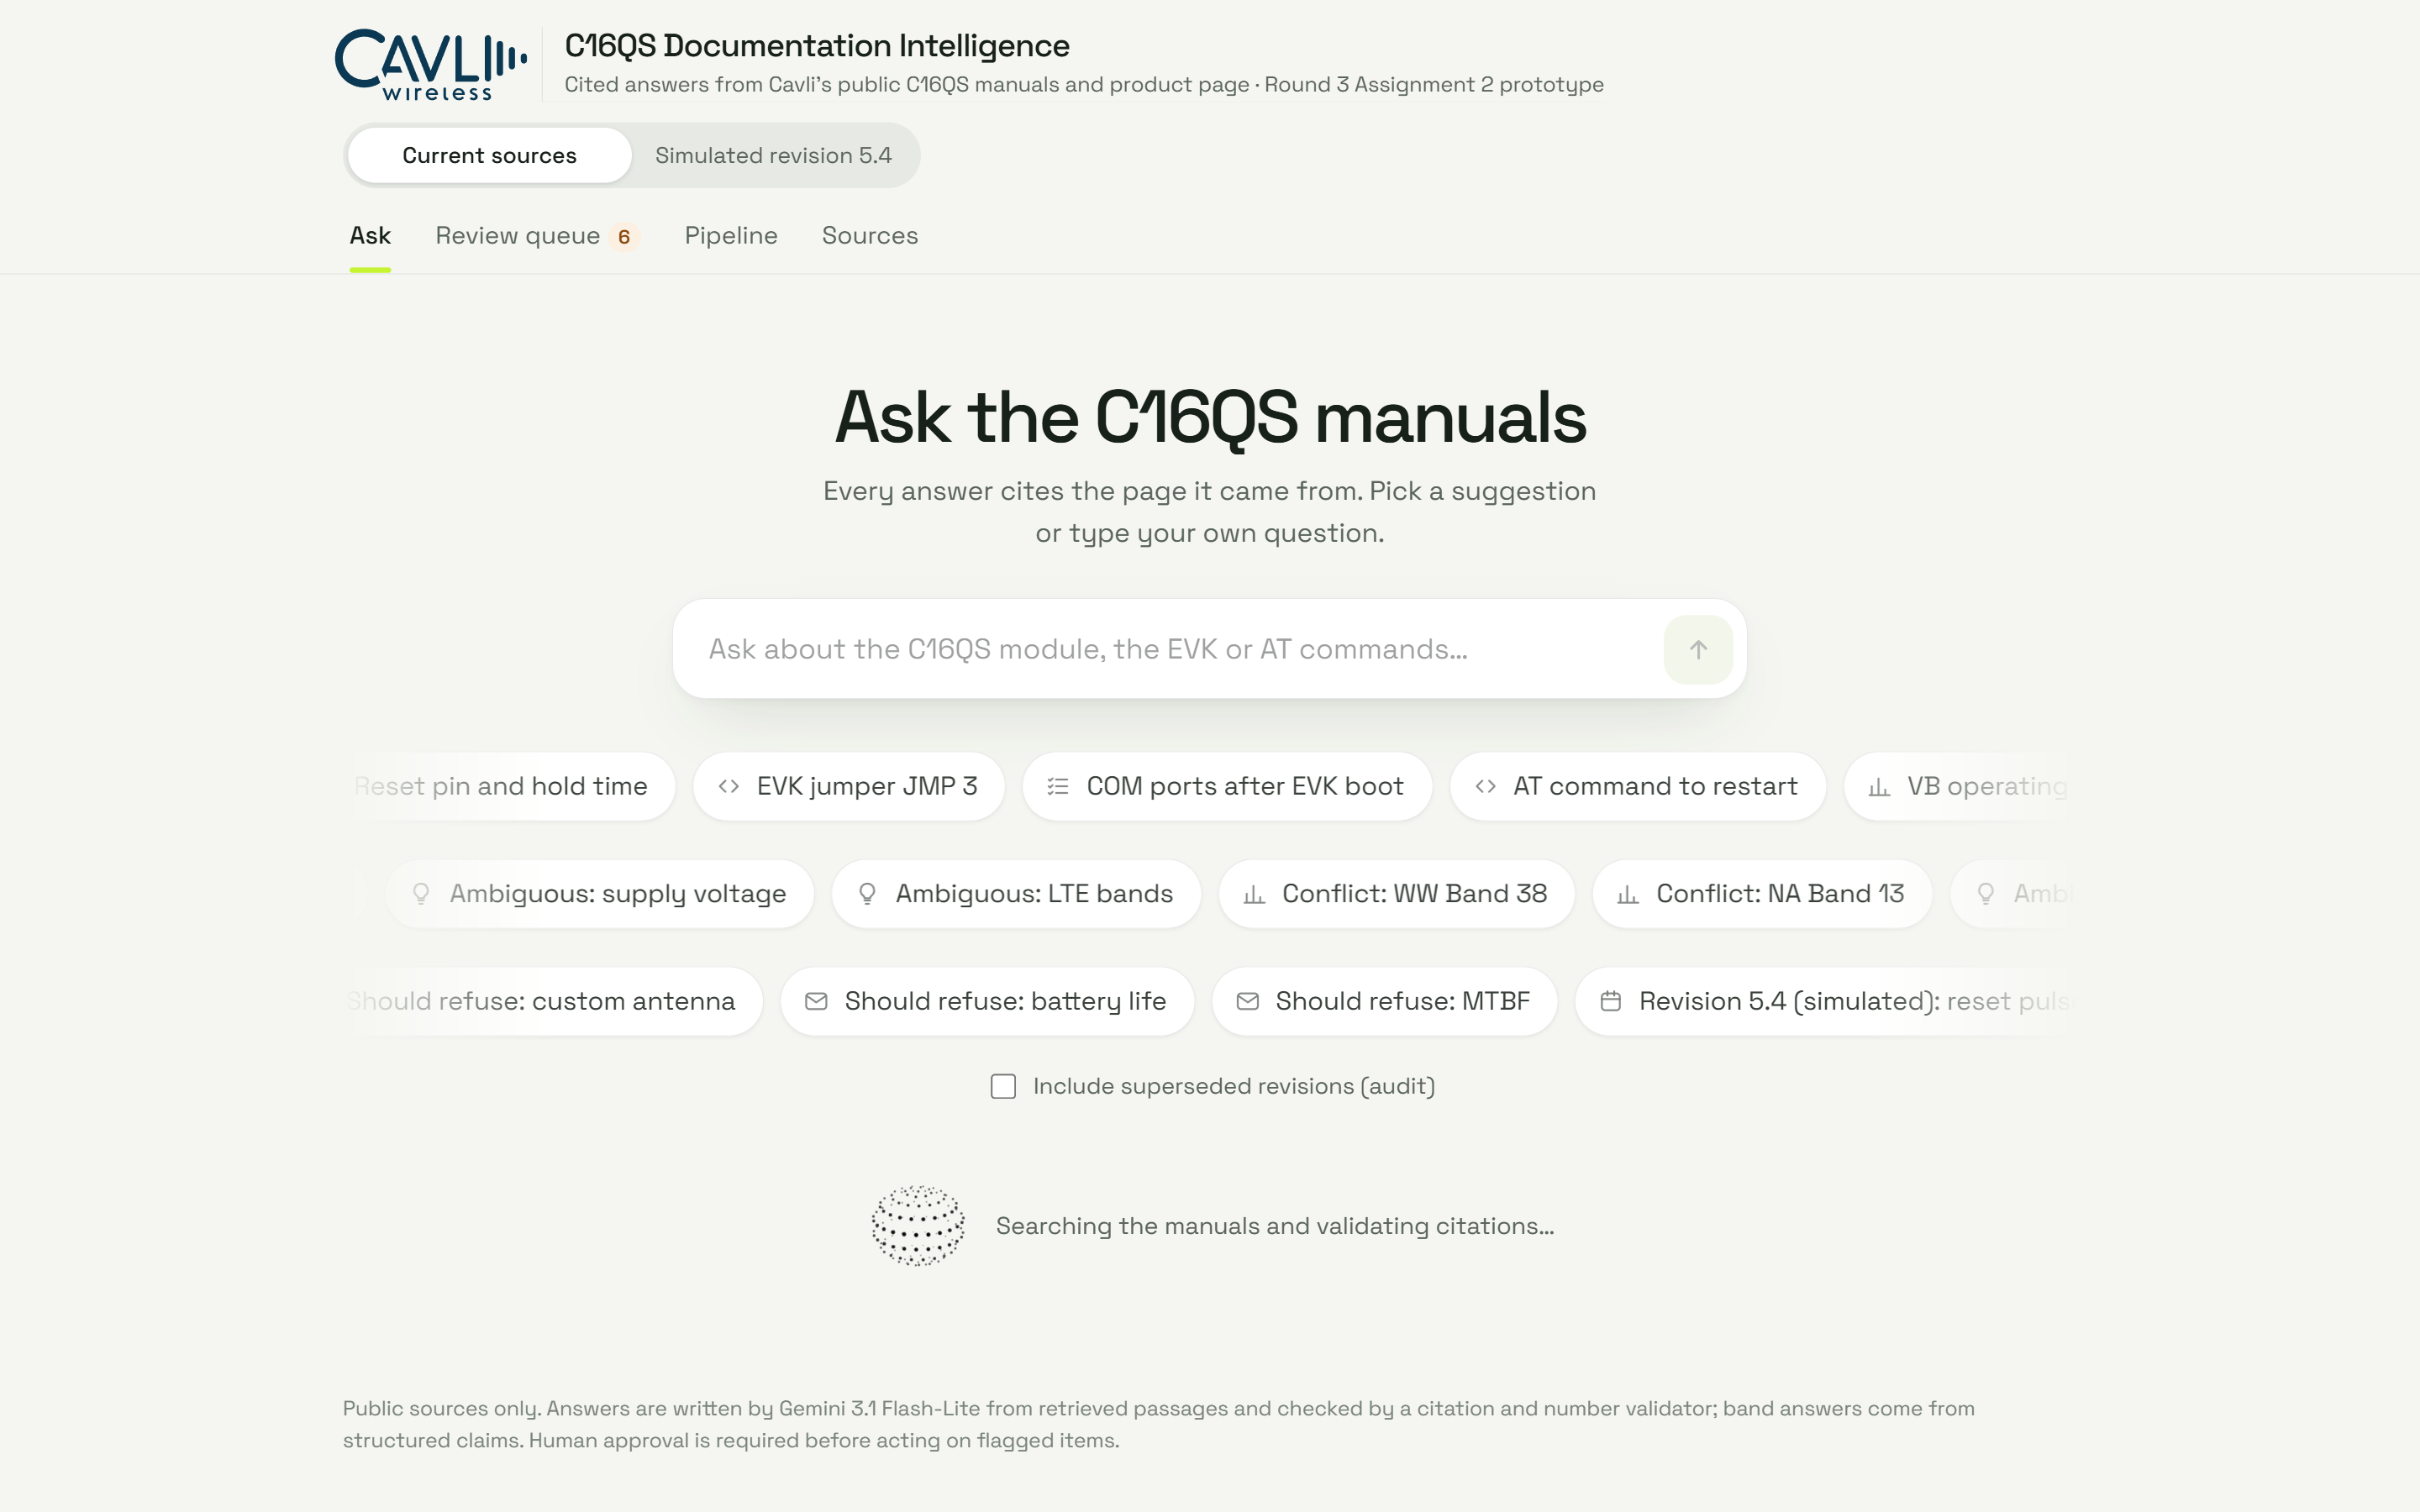 CAVLI
wireless
C16QS Documentation Intelligence
Cited answers from Cavli's public C16QS manuals and product page · Round 3 Assignment 2 prototype
Current sources
Simulated revision 5.4
Ask
Review queue 6
Pipeline
Sources
Ask the C16QS manuals
Every answer cites the page it came from. Pick a suggestion
or type your own question.
Ask about the C16QS module, the EVK or AT commands...
Reset pin and hold time
EVK jumper JMP 3
COM ports after EVK boot
AT command to restart
VB operating
Ambiguous: supply voltage
Ambiguous: LTE bands
Conflict: WW Band 38
Conflict: NA Band 13
Should refuse: custom antenna
Should refuse: battery life
Should refuse: MTBF
Revision 5.4 (simulated): reset
Include superseded revisions (audit)
Searching the manuals and validating citations...
Public sources only. Answers are written by Gemini 3.1 Flash-Lite from retrieved passages and checked by a citation and number validator; band answers come from
structured claims. Human approval is required before acting on flagged items.